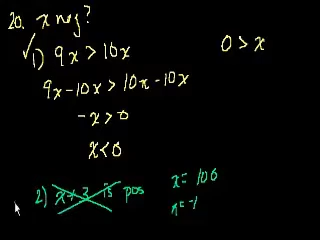 20. x neg?
✓1) 9x > 10x
0 > x
9x - 10x > 10x - 10x
-x > 0
x < 0
2) x + 3 is pos
x = 100
x = -1